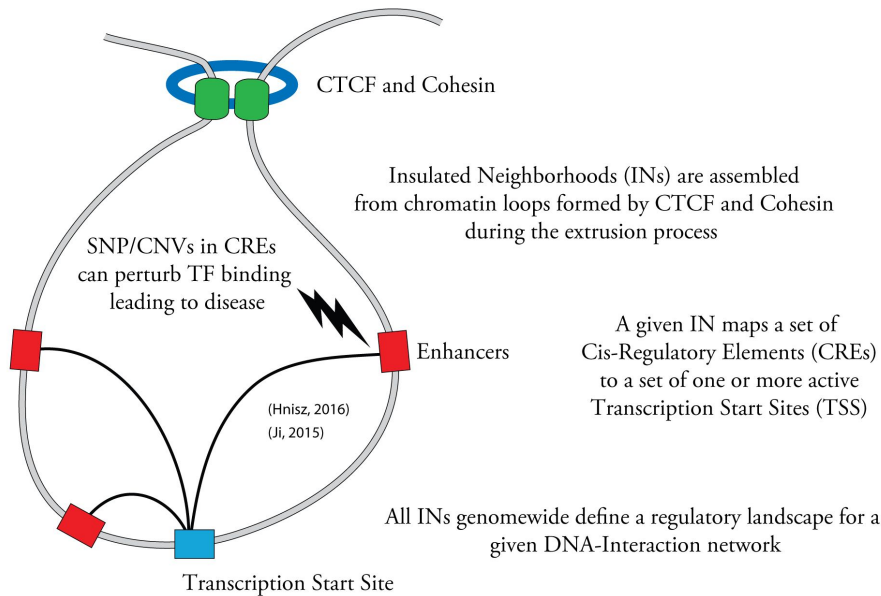 CTCF and Cohesin
Insulated Neighborhoods (INs) are assembled
from chromatin loops formed by CTCF and Cohesin
during the extrusion process
SNP/CNVs in CREs
can perturb TF binding
leading to disease
Enhancers
A given IN maps a set of
Cis-Regulatory Elements (CREs)
to a set of one or more active
Transcription Start Sites (TSS)
(Hnisz, 2016)
(Ji, 2015)
All INs genomewide define a regulatory landscape for a
given DNA-Interaction network
Transcription Start Site